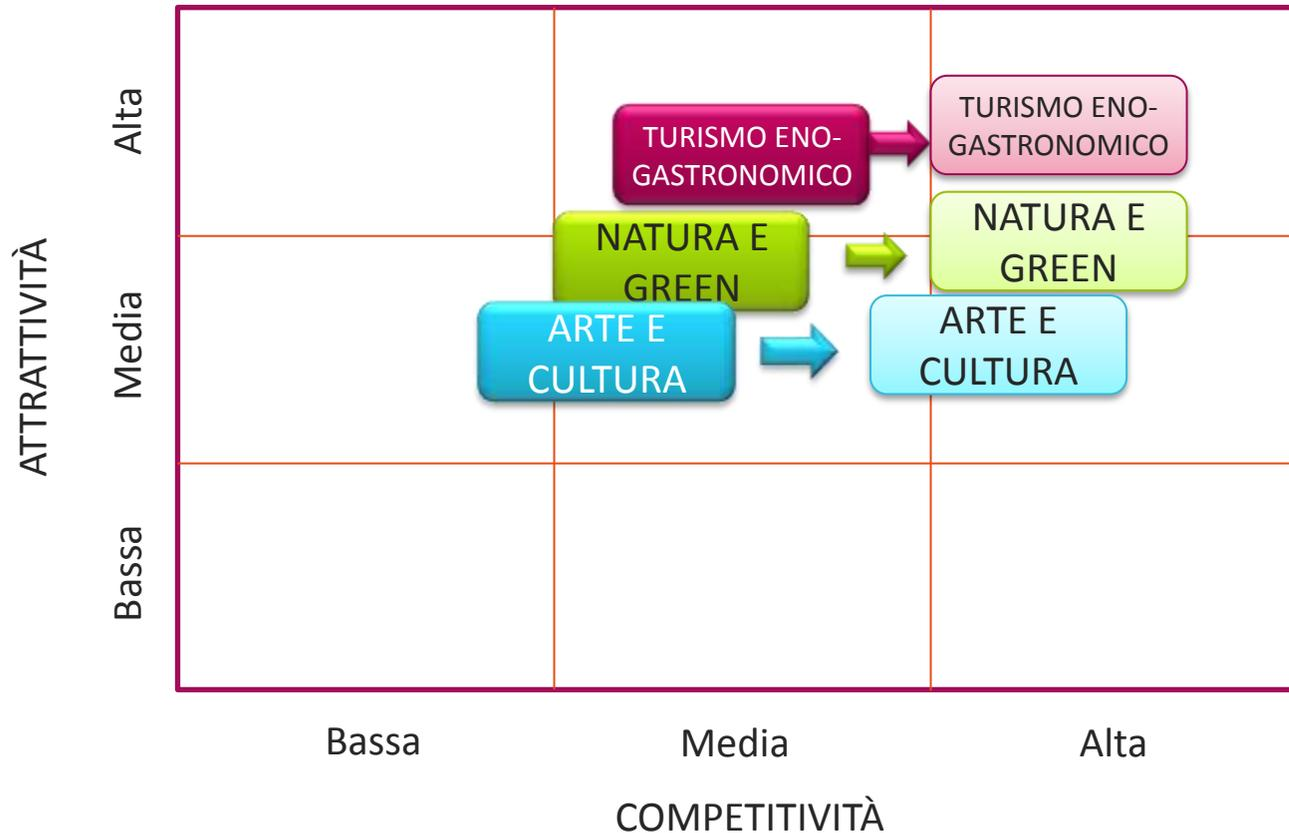 ATTRATTIVITÀ
Alta
Media
Bassa
TURISMO ENO-
GASTRONOMICO
TURISMO ENO-
GASTRONOMICO
NATURA E
GREEN
NATURA E
GREEN
ARTE E
CULTURA
ARTE E
CULTURA
Bassa
Media
Alta
COMPETITIVITÀ